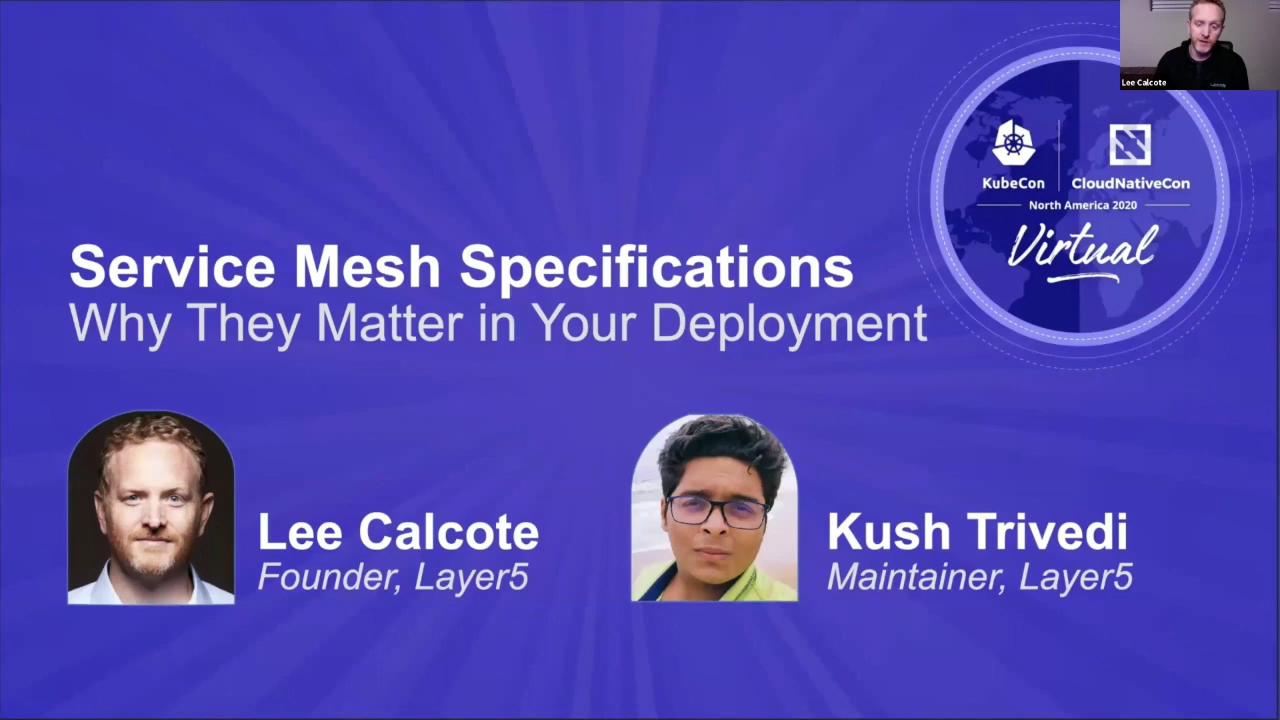 Lee Calcote
KubeCon
CloudNativeCon
North America 2020
Virtual
Service Mesh Specifications
Why They Matter in Your Deployment
Lee Calcote
Founder, Layer5
Kush Trivedi
Maintainer, Layer5